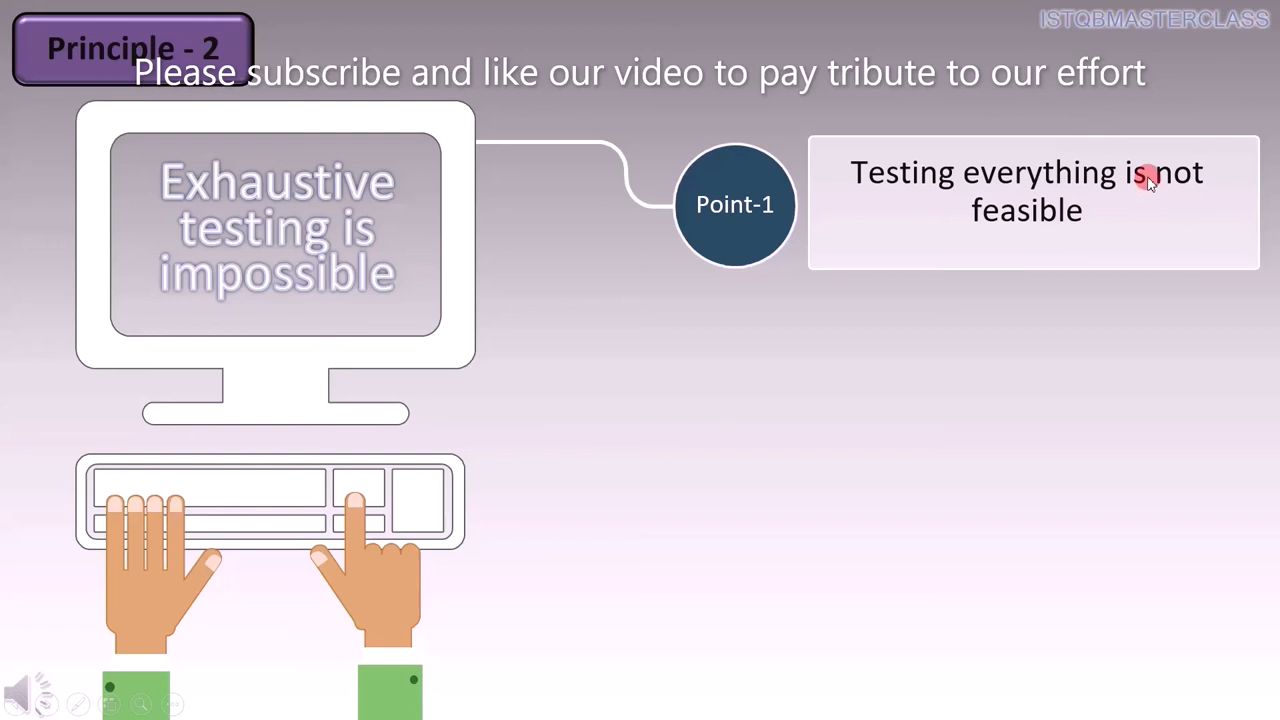 ISTQBMASTERCLASS
Principle - 2
Please subscribe and like our video to pay tribute to our effort
Exhaustive
testing is
impossible
Point-1
Testing everything is not
feasible